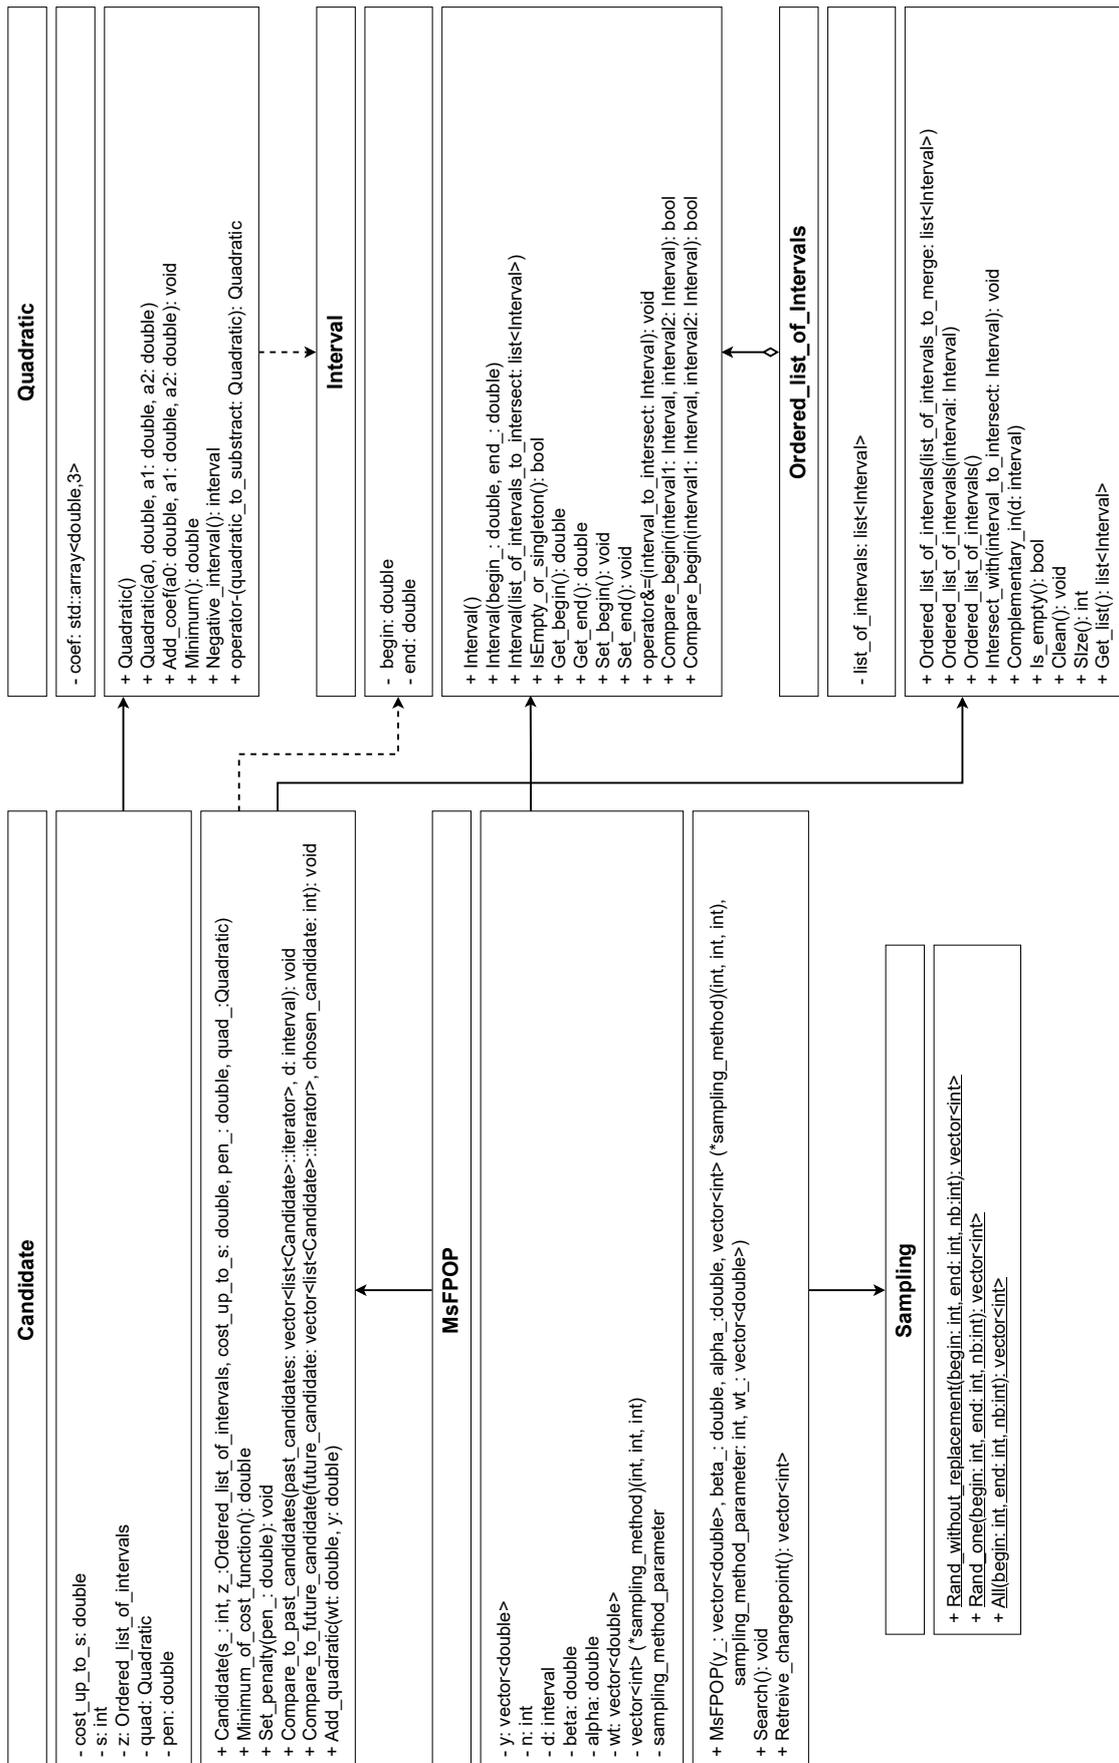 Candidate
- cost_up_to_s: double
- s: int
- z: Ordered_list_of_intervals
- quad: Quadratic
- pen: double
+ Candidate(s_: int, z_:Ordered_list_of_intervals, cost_up_to_s: double, pen_: double, quad_:Quadratic)
+ Minimum_of_cost_function(): double
+ Set_penalty(pen_: double): void
+ Compare_to_past_candidates(past_candidates: vector<list<Candidate>::iterator>, d: interval): void
+ Compare_to_future_candidate(future_candidate: vector<list<Candidate>::iterator>, chosen_candidate: int): void
+ Add_quadratic(wt: double, y: double)
MsFPOP
- y: vector<double>
- n: int
- d: interval
- beta: double
- alpha: double
- wt: vector<double>
- vector<int> (*sampling_method)(int, int, int)
- sampling_method_parameter
+ MsFPOP(y_: vector<double>, beta_: double, alpha_:double, vector<int> (*sampling_method)(int, int, int),
sampling_method_parameter: int, wt_: vector<double>)
+ Search(): void
+ Retreive_changepoint(): vector<int>
Sampling
+ Rand_without_replacement(begin: int, end: int, nb:int): vector<int>
+ Rand_one(begin: int, end: int, nb:int): vector<int>
+ All(begin: int, end: int, nb:int): vector<int>
Quadratic
- coef: std::array<double,3>
+ Quadratic()
+ Quadratic(a0, double, a1: double, a2: double)
+ Add_coef(a0: double, a1: double, a2: double): void
+ Minimum(): double
+ Negative_interval(): interval
+ operator-(quadratic_to_substract: Quadratic): Quadratic
Interval
- begin: double
- end: double
+ Interval()
+ Interval(begin_: double, end_: double)
+ Interval(list_of_intervals_to_intersect: list<Interval>)
+ IsEmpty_or_singleton(): bool
+ Get_begin(): double
+ Get_end(): double
+ Set_begin(): void
+ Set_end(): void
+ operator&=(interval_to_intersect: Interval): void
+ Compare_begin(interval1: Interval, interval2: Interval): bool
+ Compare_begin(interval1: Interval, interval2: Interval): bool
Ordered_list_of_Intervals
- list_of_intervals: list<Interval>
+ Ordered_list_of_intervals(list_of_intervals_to_merge: list<Interval>)
+ Ordered_list_of_intervals(interval: Interval)
+ Ordered_list_of_intervals()
+ Intersect_with(interval_to_intersect: Interval): void
+ Complementary_in(d: interval)
+ Is_empty(): bool
+ Clean(): void
+ SIze(): int
+ Get_list(): list<Interval>